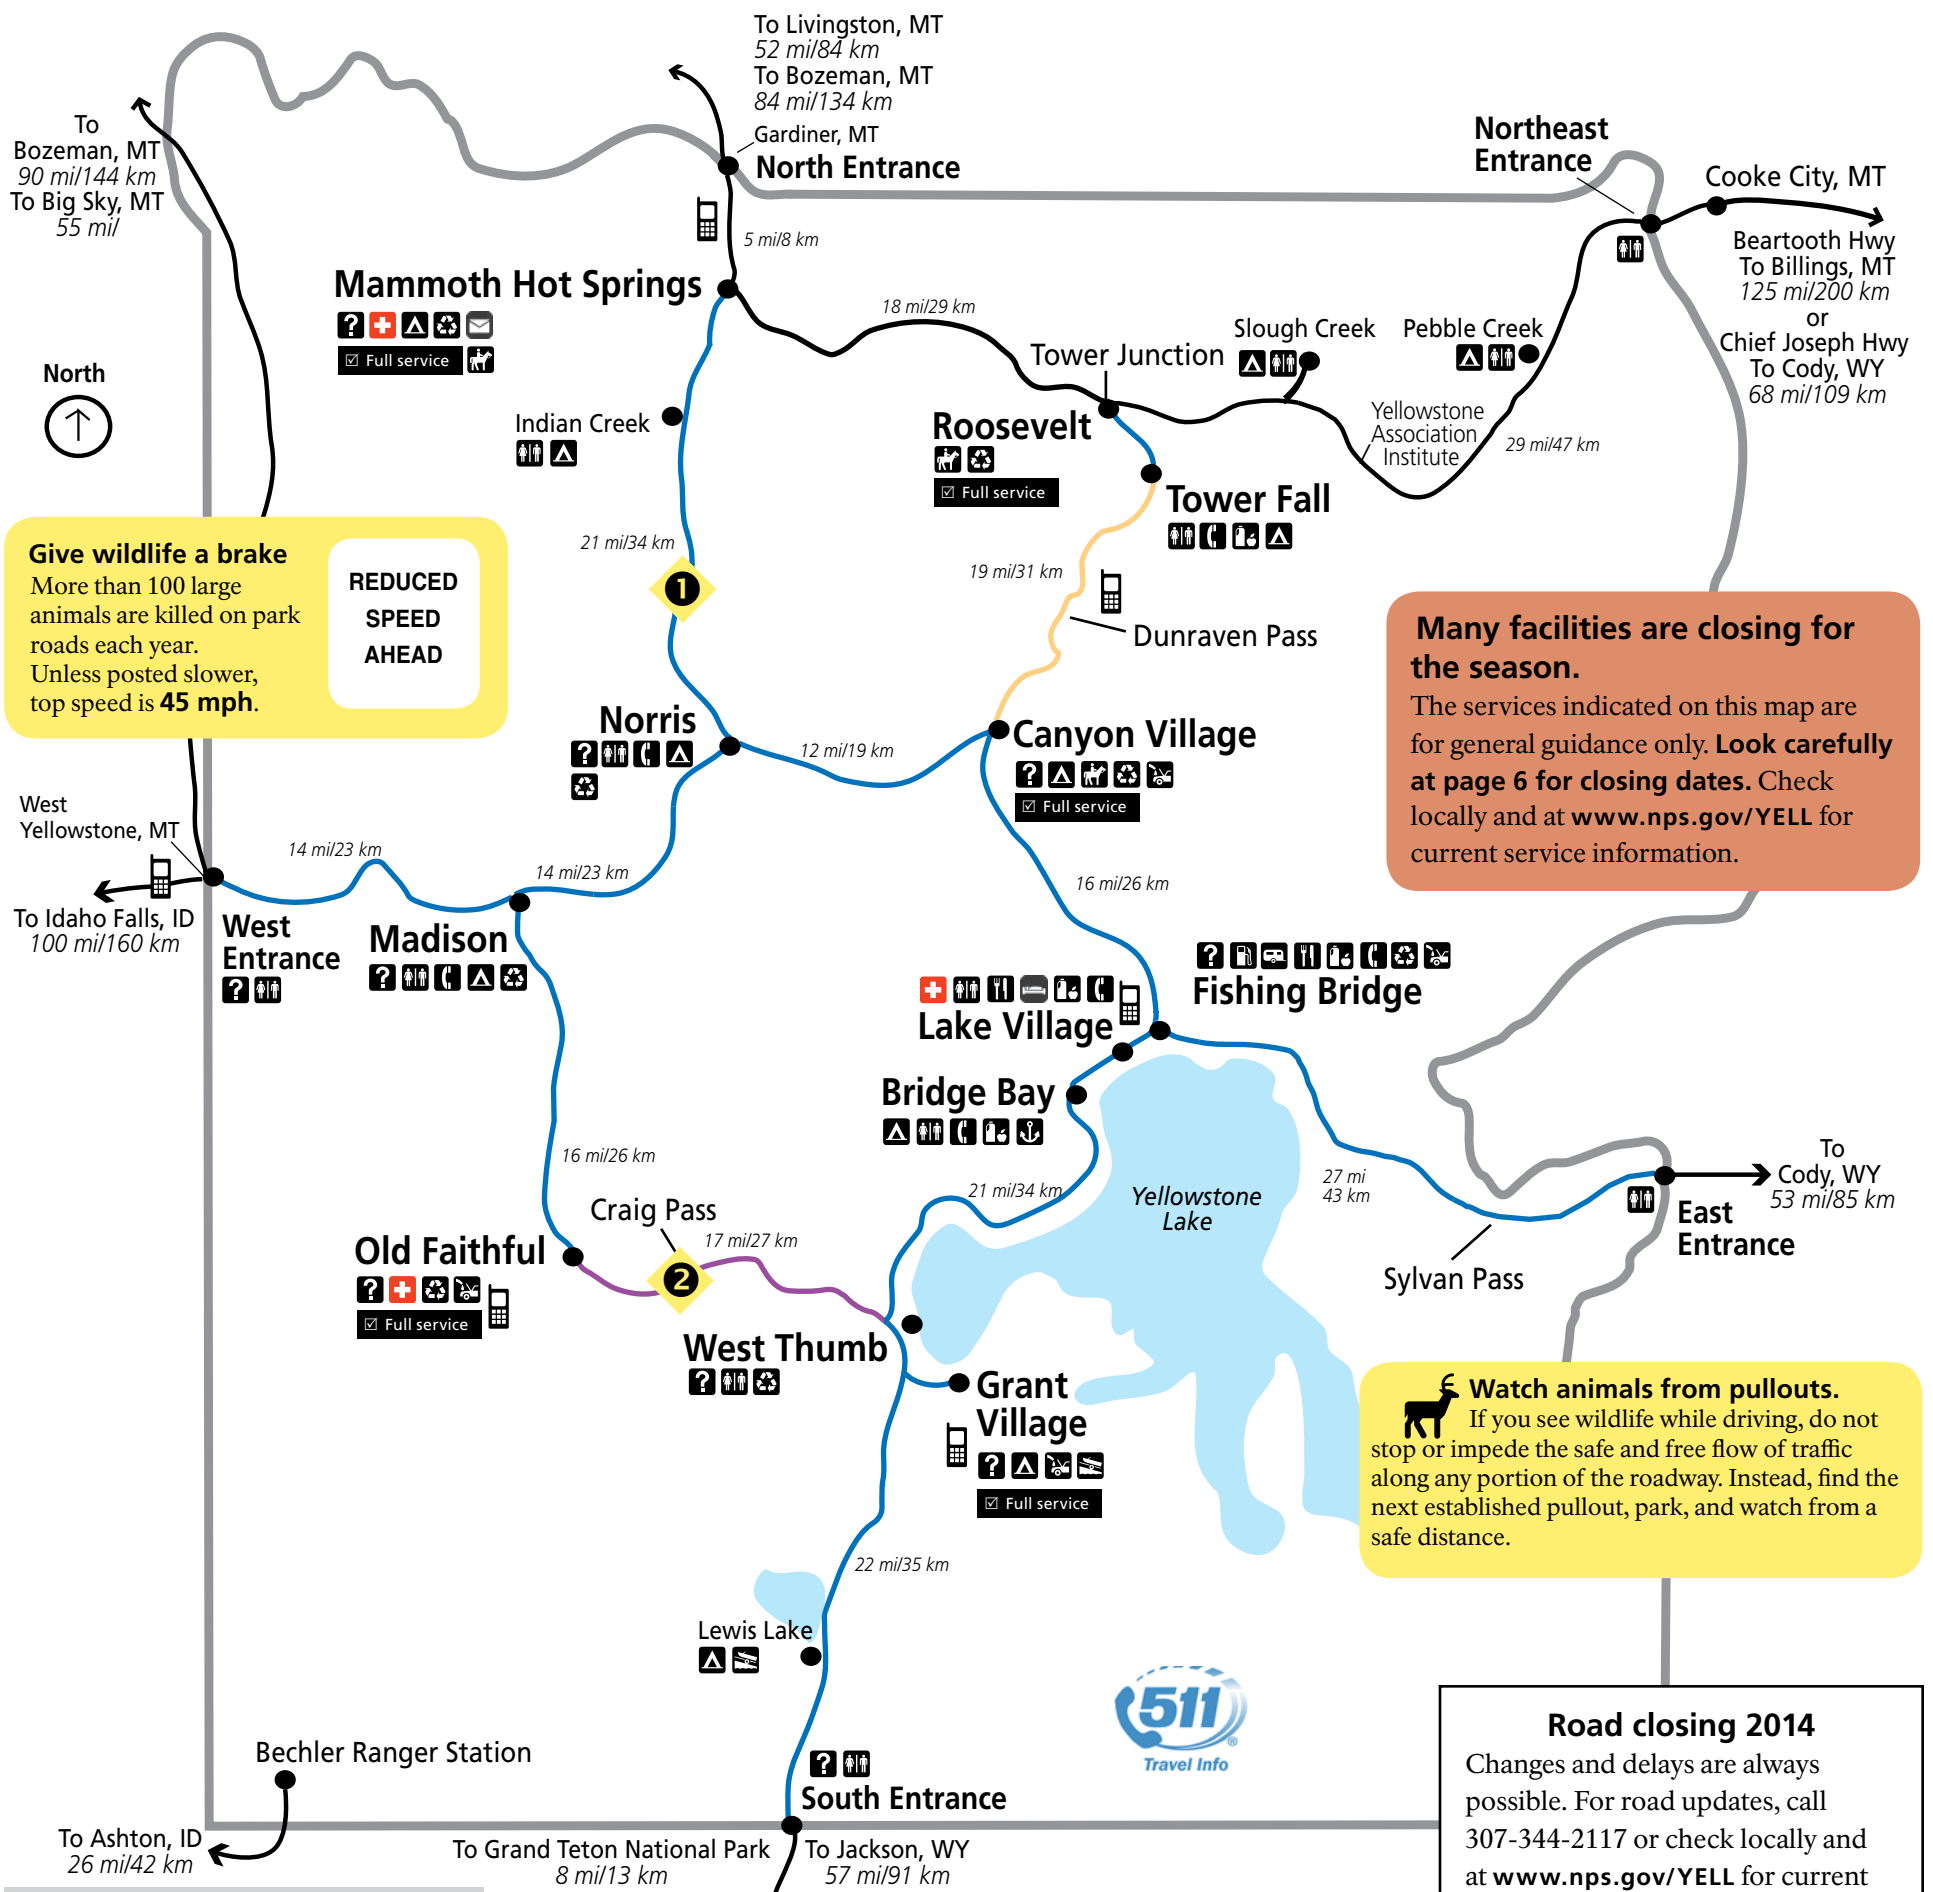 To Livingston, MT
52 mi/84 km
To Bozeman, MT
84 mi/134 km
Gardiner, MT
North Entrance
To
Bozeman, MT
90 mi/144 km
To Big Sky, MT
55 mi/
Northeast
Entrance
Cooke City, MT
Beartooth Hwy
To Billings, MT
125 mi/200 km
or
Chief Joseph Hwy
To Cody, WY
68 mi/109 km
5 mi/8 km
Mammoth Hot Springs
☑ Full service
18 mi/29 km
Tower Junction
Slough Creek
Pebble Creek
North
Indian Creek
Roosevelt
☑ Full service
Yellowstone
Association
Institute
29 mi/47 km
Tower Fall
21 mi/34 km
1
19 mi/31 km
Dunraven Pass
Give wildlife a brake
More than 100 large
animals are killed on park
roads each year.
Unless posted slower,
top speed is 45 mph.
REDUCED
SPEED
AHEAD
Many facilities are closing for
the season.
The services indicated on this map are
for general guidance only. Look carefully
at page 6 for closing dates. Check
locally and at www.nps.gov/YELL for
current service information.
Norris
12 mi/19 km
Canyon Village
☑ Full service
West
Yellowstone, MT
14 mi/23 km
14 mi/23 km
16 mi/26 km
To Idaho Falls, ID
100 mi/160 km
West
Entrance
Madison
Fishing Bridge
Lake Village
Bridge Bay
16 mi/26 km
21 mi/34 km
Yellowstone
Lake
27 mi
43 km
To
Cody, WY
53 mi/85 km
East
Entrance
Sylvan Pass
Craig Pass
17 mi/27 km
2
Old Faithful
☑ Full service
West Thumb
Grant
Village
☑ Full service
Watch animals from pullouts.
If you see wildlife while driving, do not
stop or impede the safe and free flow of traffic
along any portion of the roadway. Instead, find the
next established pullout, park, and watch from a
safe distance.
22 mi/35 km
Lewis Lake
511
®
Travel Info
Bechler Ranger Station
South Entrance
To Ashton, ID
26 mi/42 km
To Grand Teton National Park
8 mi/13 km
To Jackson, WY
57 mi/91 km
Road closing 2014
Changes and delays are always
possible. For road updates, call
307-344-2117 or check locally and
at www.nps.gov/YELL for current